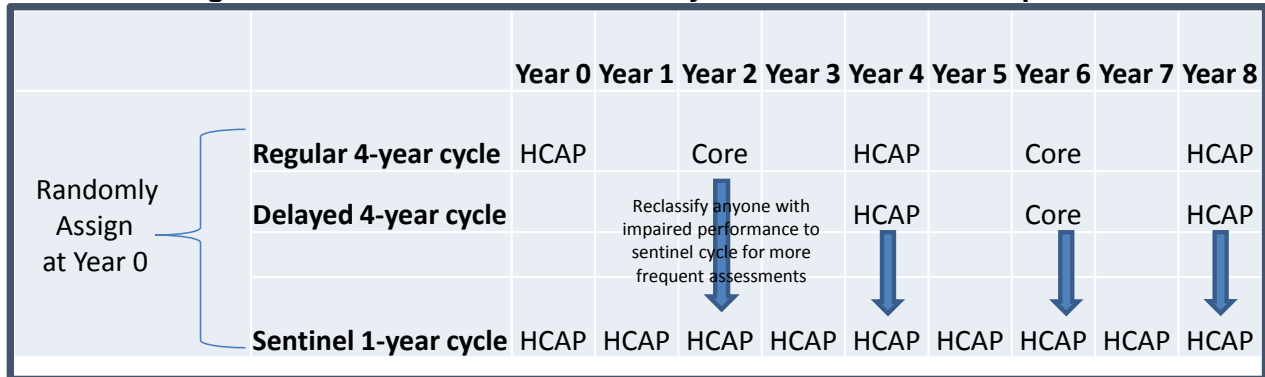 Year 0 Year 1 Year 2 Year 3 Year 4 Year 5 Year 6 Year 7 Year 8
Randomly
Assign
at Year 0
Regular 4-year cycle HCAP Core HCAP Core HCAP
Delayed 4-year cycle HCAP Core HCAP
Reclassify anyone with
impaired performance to
sentinel cycle for more
frequent assessments
Sentinel 1-year cycle HCAP HCAP HCAP HCAP HCAP HCAP HCAP HCAP HCAP